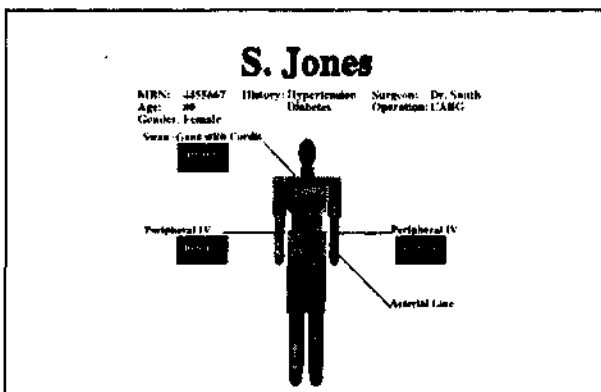 S. Jones
MRN: 4455667 History: Hypertension Surgeon: Dr. Smith
Age: 80 Diabetes Operation: CABG
Gender: Female
Swan-Ganz with Cordis
Peripheral IV Peripheral IV
Arterial Line